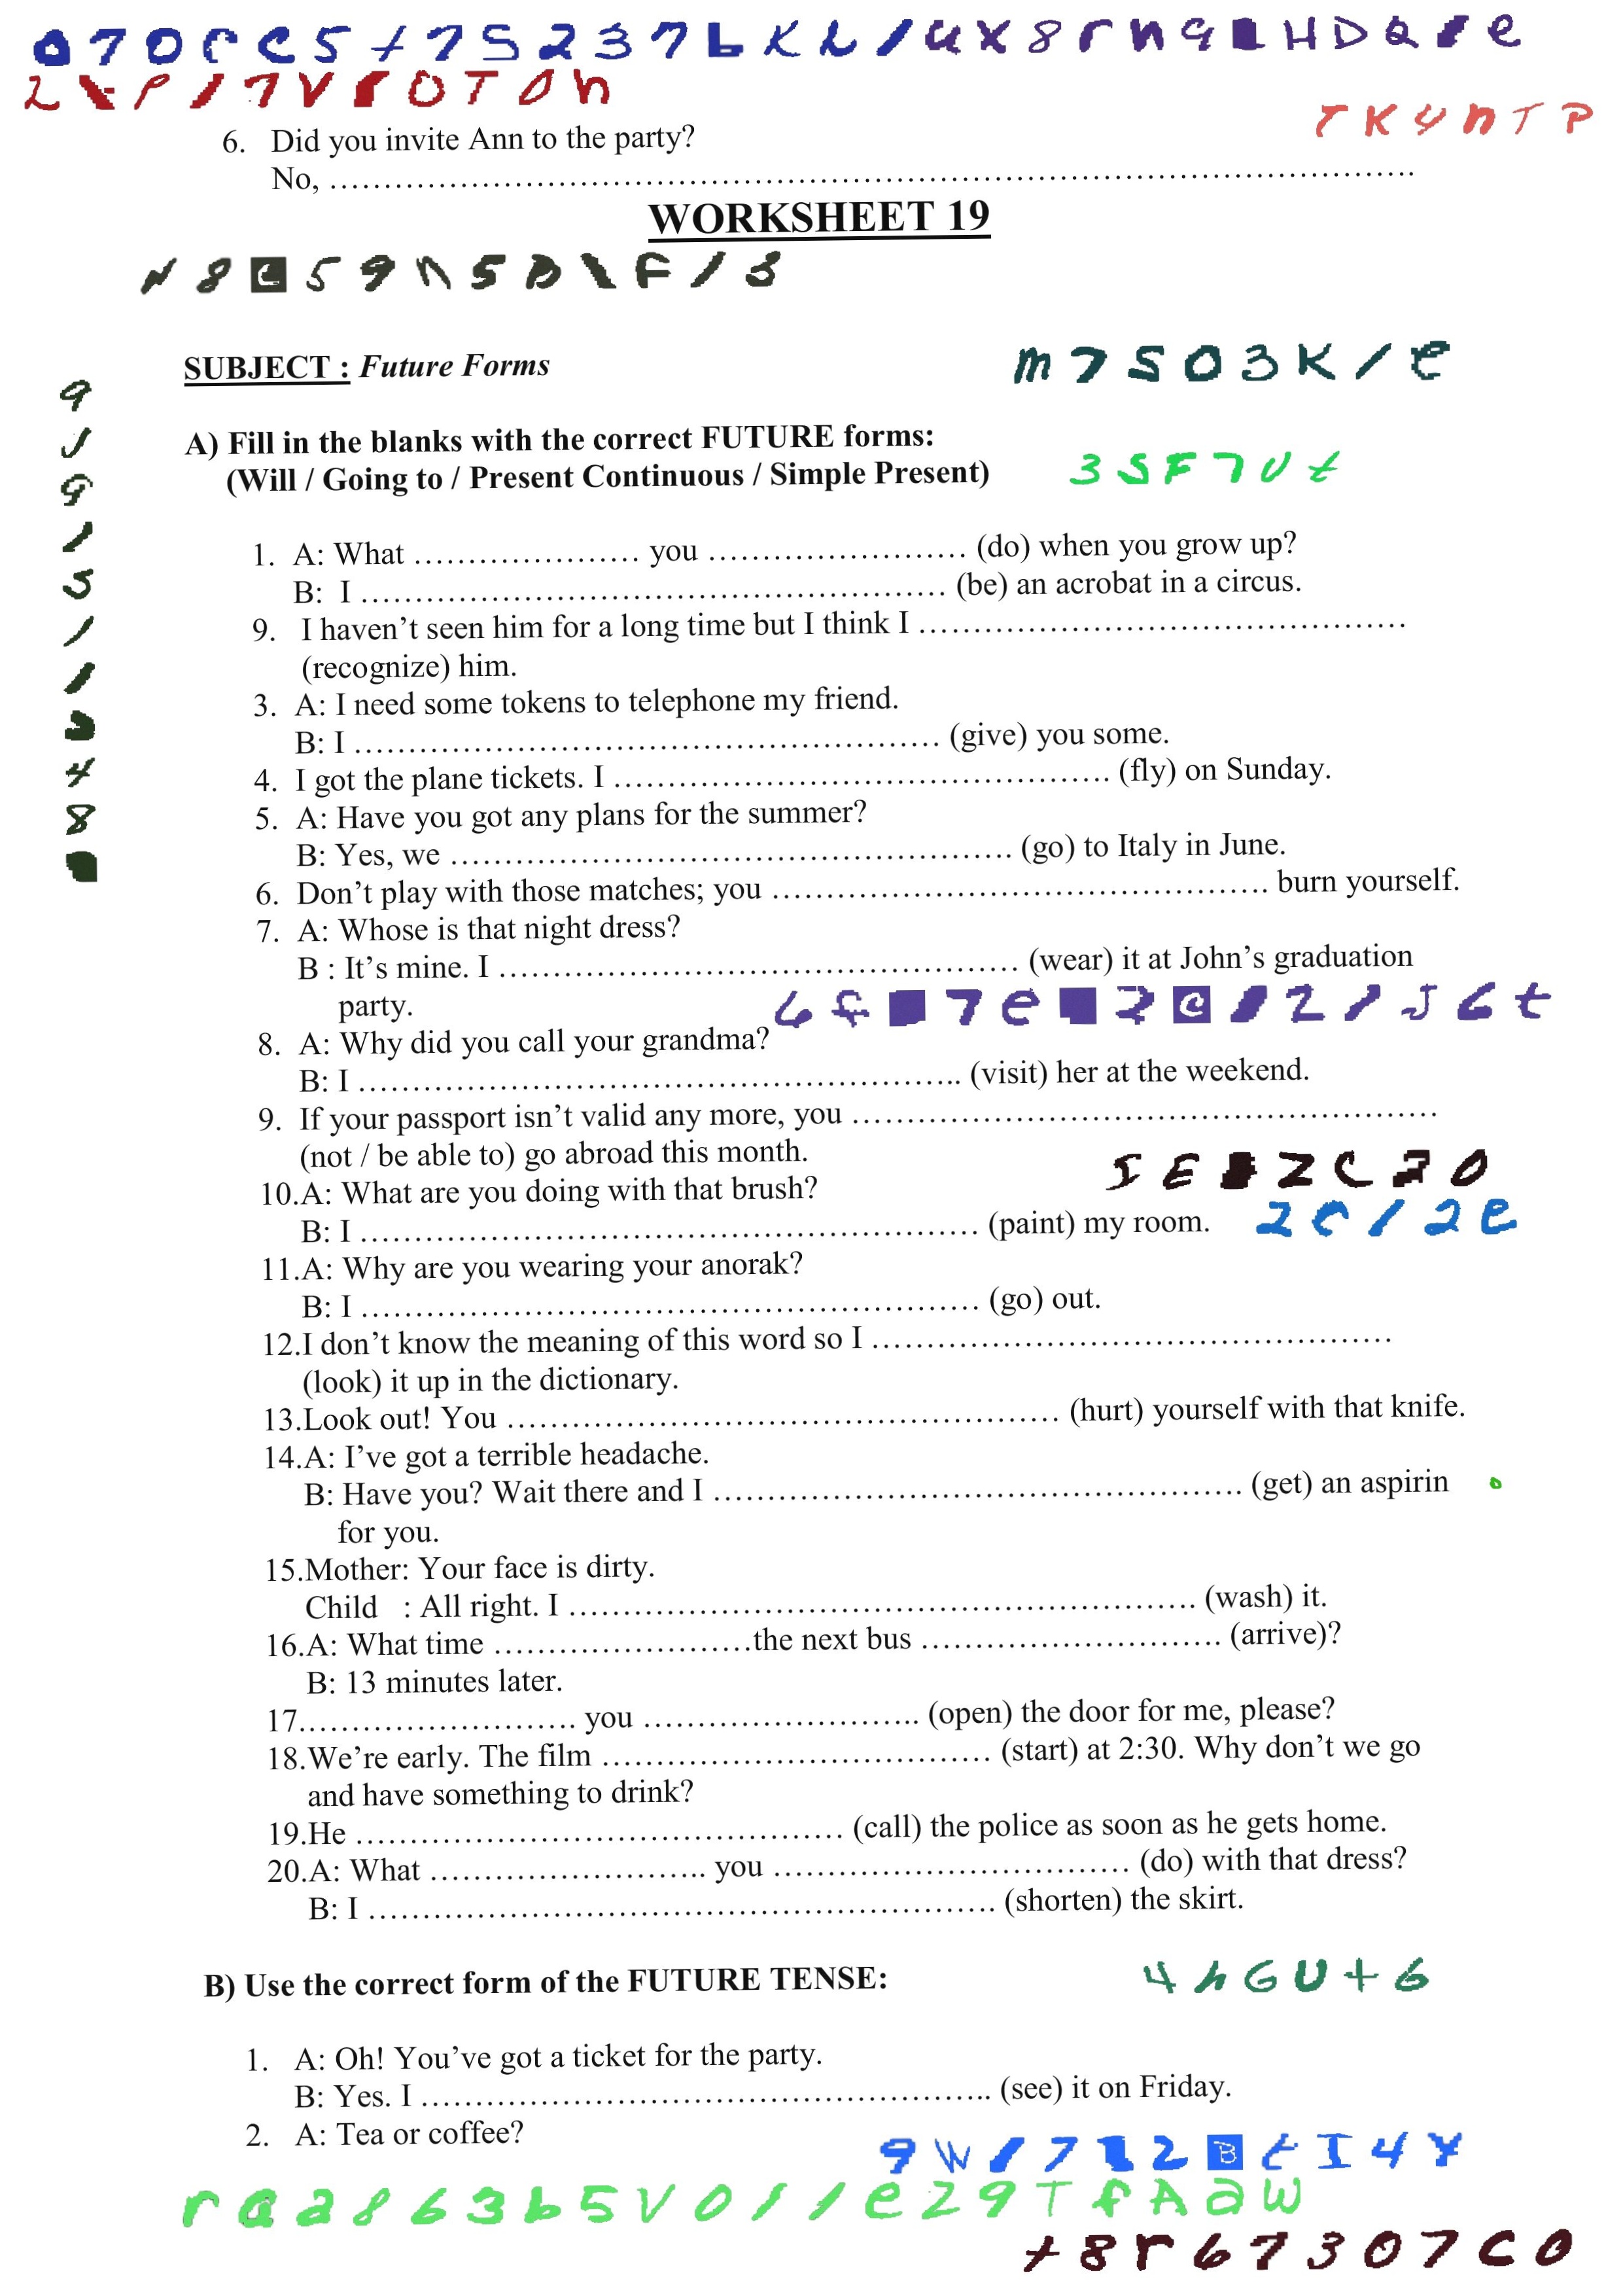 6. Did you invite Ann to the party?
No, ……………………………………………………………………………………….
WORKSHEET 19
SUBJECT : Future Forms
m 7 S 0 3 K / e
A) Fill in the blanks with the correct FUTURE forms:
(Will / Going to / Present Continuous / Simple Present)
3 S F 7 U t
1. A: What ………………… you …………………… (do) when you grow up?
B: I ……………………………………………… (be) an acrobat in a circus.
9. I haven’t seen him for a long time but I think I ………………………………………
(recognize) him.
3. A: I need some tokens to telephone my friend.
B: I ……………………………………………… (give) you some.
4. I got the plane tickets. I ……………………………………… (fly) on Sunday.
5. A: Have you got any plans for the summer?
B: Yes, we …………………………………………… (go) to Italy in June.
6. Don’t play with those matches; you ……………………………………… burn yourself.
7. A: Whose is that night dress?
B : It’s mine. I ………………………………………… (wear) it at John’s graduation
party.
8. A: Why did you call your grandma?
B: I ……………………………………………….. (visit) her at the weekend.
9. If your passport isn’t valid any more, you ………………………………………………
(not / be able to) go abroad this month.
10.A: What are you doing with that brush?
B: I ………………………………………………… (paint) my room.
11.A: Why are you wearing your anorak?
B: I ………………………………………………… (go) out.
12.I don’t know the meaning of this word so I …………………………………………
(look) it up in the dictionary.
13.Look out! You …………………………………………… (hurt) yourself with that knife.
14.A: I’ve got a terrible headache.
B: Have you? Wait there and I …………………………………………. (get) an aspirin
for you.
15.Mother: Your face is dirty.
Child : All right. I …………………………………………………. (wash) it.
16.A: What time ……………………the next bus ………………………. (arrive)?
B: 13 minutes later.
17.……………………. you …………………….. (open) the door for me, please?
18.We’re early. The film ……………………………… (start) at 2:30. Why don’t we go
and have something to drink?
19.He ……………………………………… (call) the police as soon as he gets home.
20.A: What …………………….. you …………………………… (do) with that dress?
B: I …………………………………………………. (shorten) the skirt.
B) Use the correct form of the FUTURE TENSE:
4 h G U + 6
1. A: Oh! You’ve got a ticket for the party.
B: Yes. I …………………………………………….. (see) it on Friday.
2. A: Tea or coffee?
+ 8 r 6 7 3 0 7 C 0